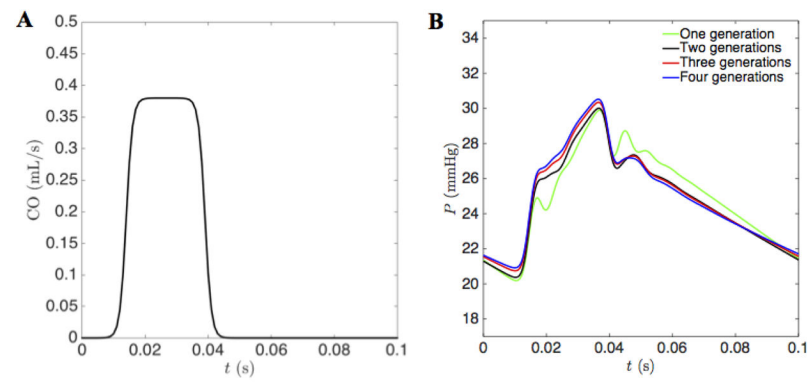 A
0.5
0.45
0.4
0.35
0.3
0.25
0.2
0.15
0.1
0.05
0
CO (mL/s)
0 0.02 0.04 0.06 0.08 0.1
t (s)
B
34
32
30
28
26
24
22
20
18
P (mmHg)
One generation
Two generations
Three generations
Four generations
0 0.02 0.04 0.06 0.08 0.1
t (s)